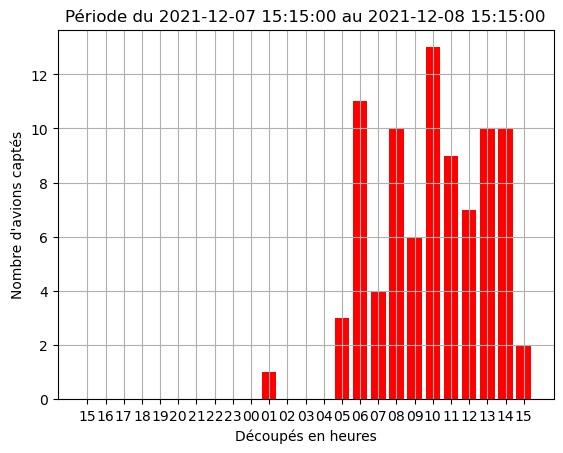 Période du 2021-12-07 15:15:00 au 2021-12-08 15:15:00
Nombre d'avions captés
12
10
8
6
4
2
0
15 16 17 18 19 20 21 22 23 00 01 02 03 04 05 06 07 08 09 10 11 12 13 14 15
Découpés en heures